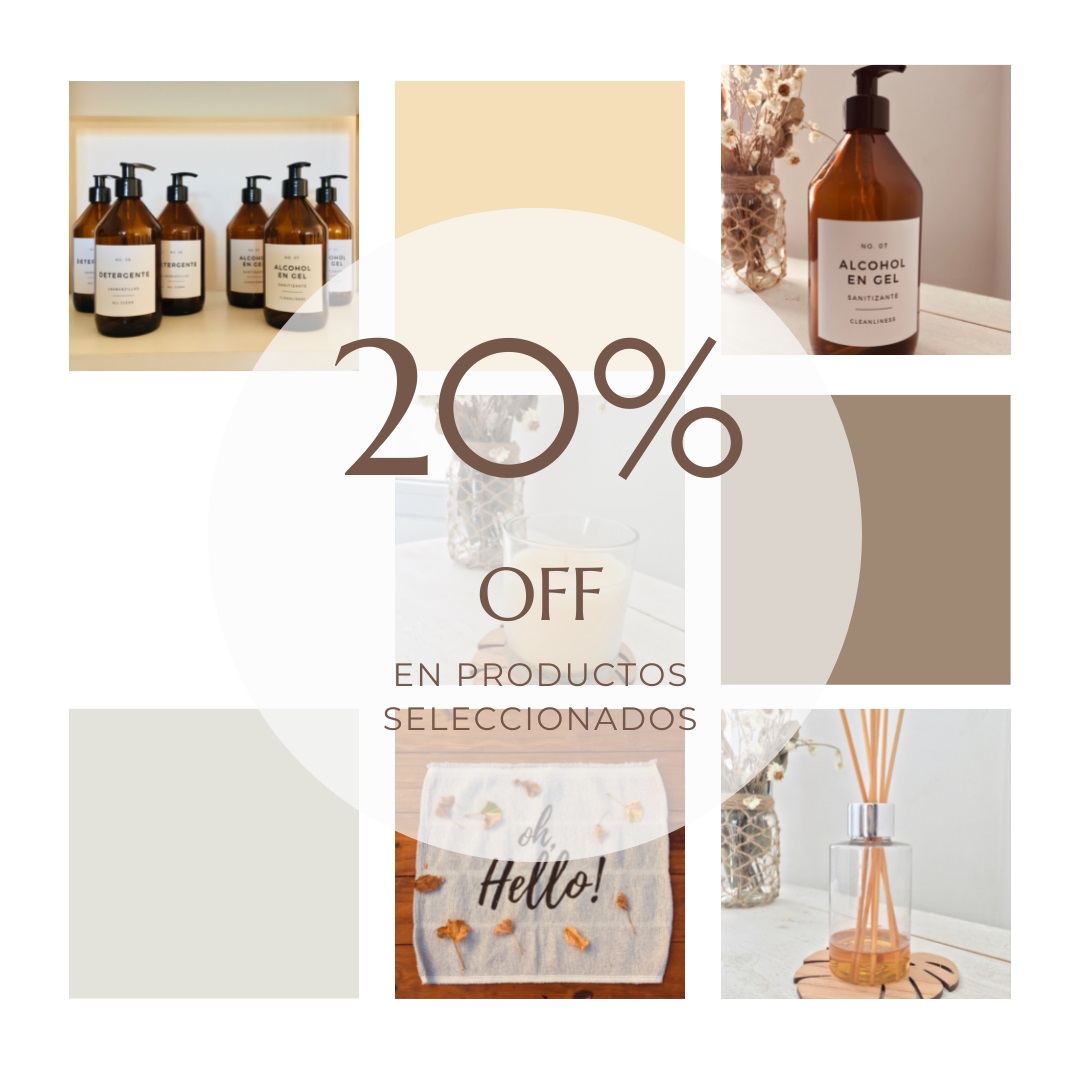 NO. 07
ALCOHOL
EN GEL
SANITIZANTE
CLEANLINESS
DETERGENTE
ALCOHOL
EN GEL
SANITIZANTE
CLEANLINESS
20%
OFF
EN PRODUCTOS
SELECCIONADOS
oh,
Hello!